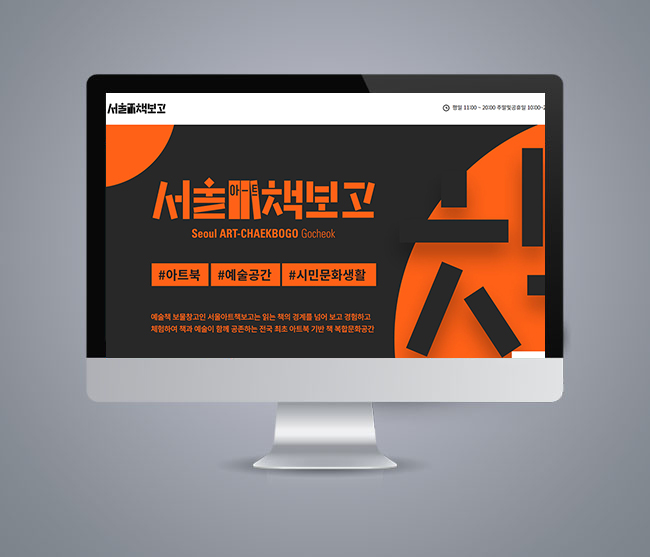 서울아트책보고
평일 11:00 ~ 20:00 주말및공휴일 10:00~2
서울아트책보고
Seoul ART-CHAEKBOGO Gocheok
#아트북 #예술공간 #시민문화생활
예술책 보물창고인 서울아트책보고는 읽는 책의 경계를 넘어 보고 경험하고
체험하여 책과 예술이 함께 공존하는 전국 최초 아트북 기반 책 복합문화공간